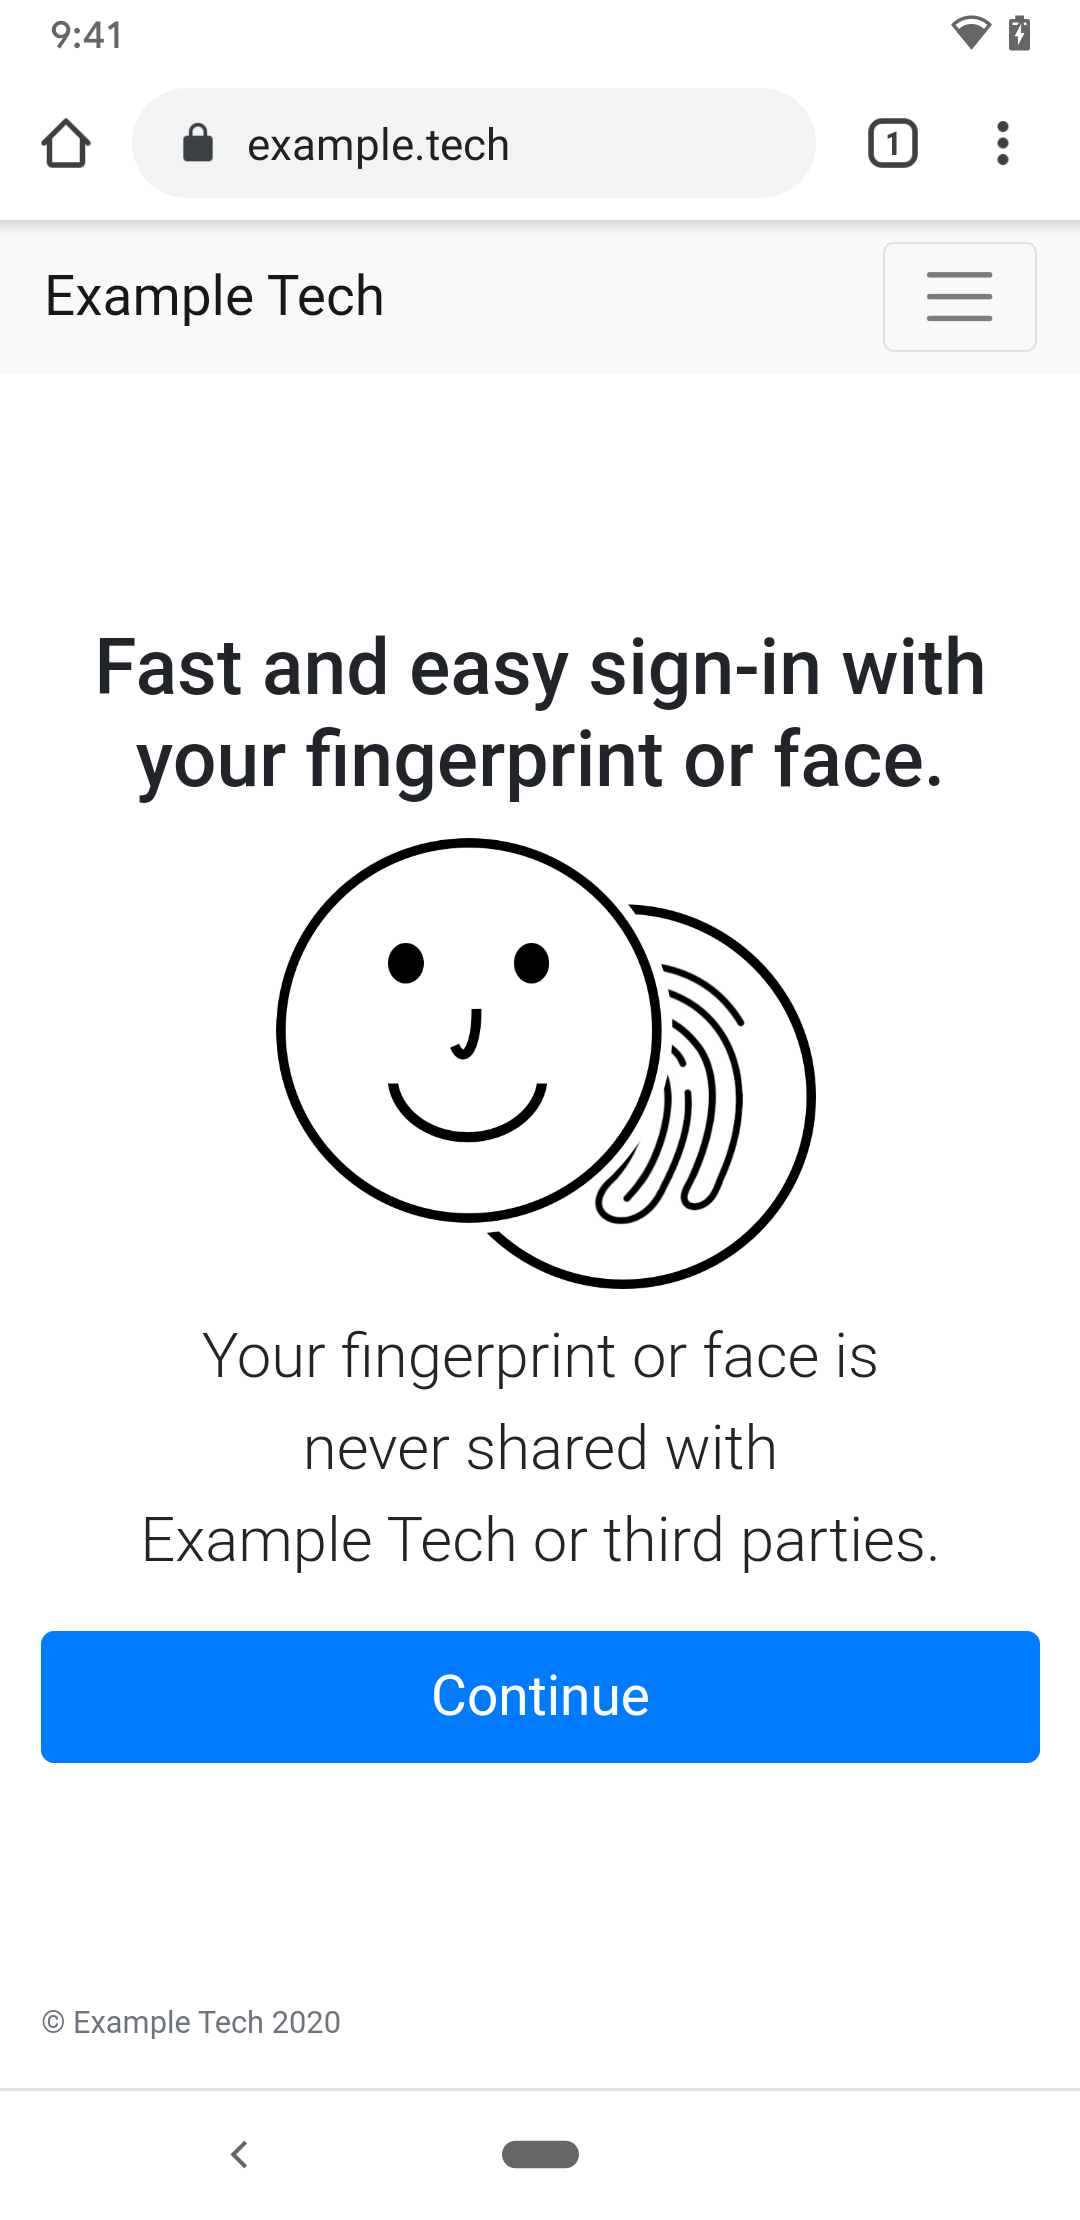 9:41
example.tech
1
Example Tech
Fast and easy sign-in with
your fingerprint or face.
Your fingerprint or face is
never shared with
Example Tech or third parties.
Continue
© Example Tech 2020